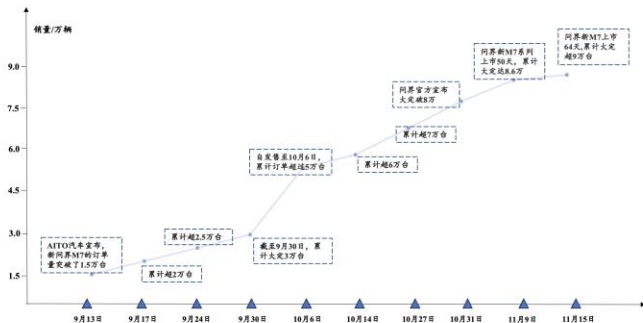 销量/万辆
问界新M7上市
64天,累计大定
超9万台
问界新M7系列
上市50天，累
计大定达8.6万
9.0
问界官方宣布
大定破8万
7.5
累计超7万台
自发售至10月6日，
累计订单超过5万台
6.0
累计超6万台
4.5
累计超2.5万台
3.0
AITO汽车宣布，
新问界M7的订单
量突破了1.5万台
截至9月30日，累
计大定3万台
累计超2万台
1.5
9月13日
9月17日
9月24日
9月30日
10月6日
10月14日
10月27日
10月31日
11月9日
11月15日